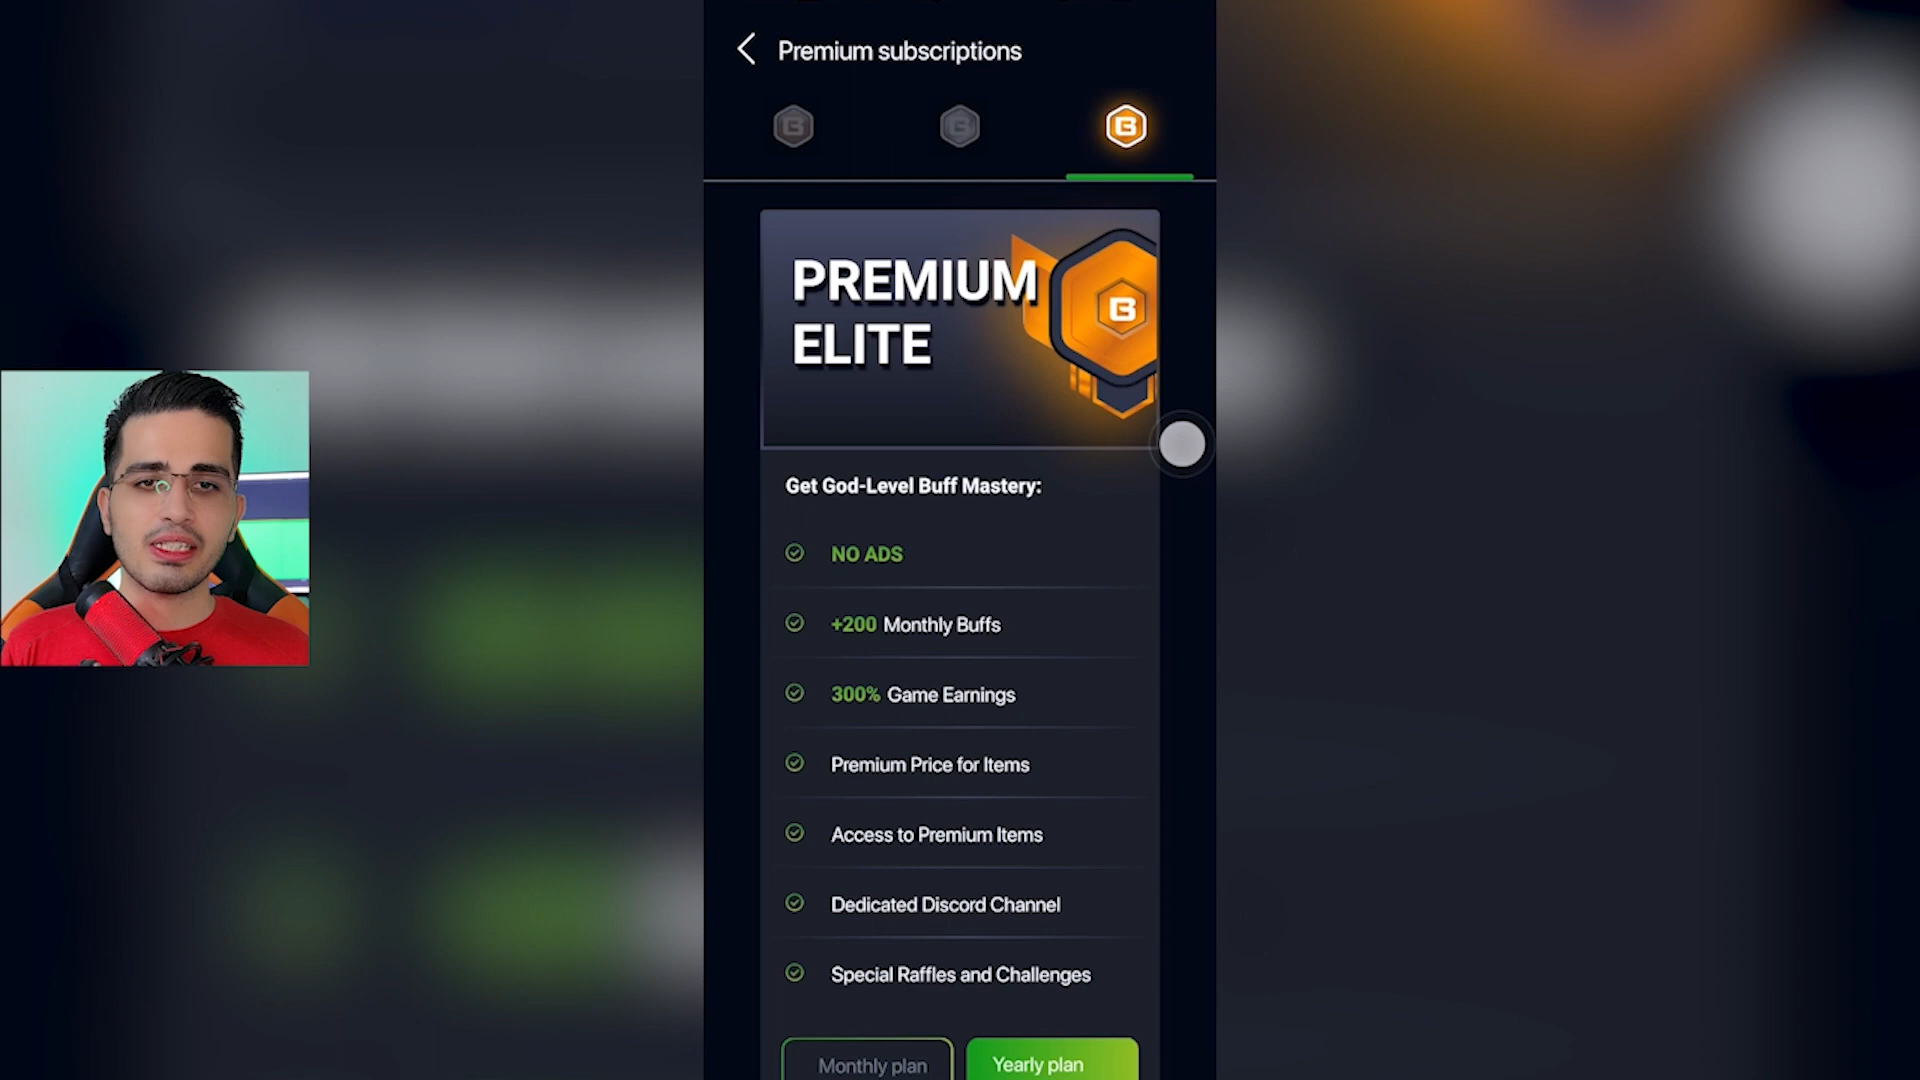 Premium subscriptions
PREMIUM
ELITE
Get God-Level Buff Mastery:
NO ADS
+200 Monthly Buffs
300% Game Earnings
Premium Price for Items
Access to Premium Items
Dedicated Discord Channel
Special Raffles and Challenges
Monthly plan
Yearly plan